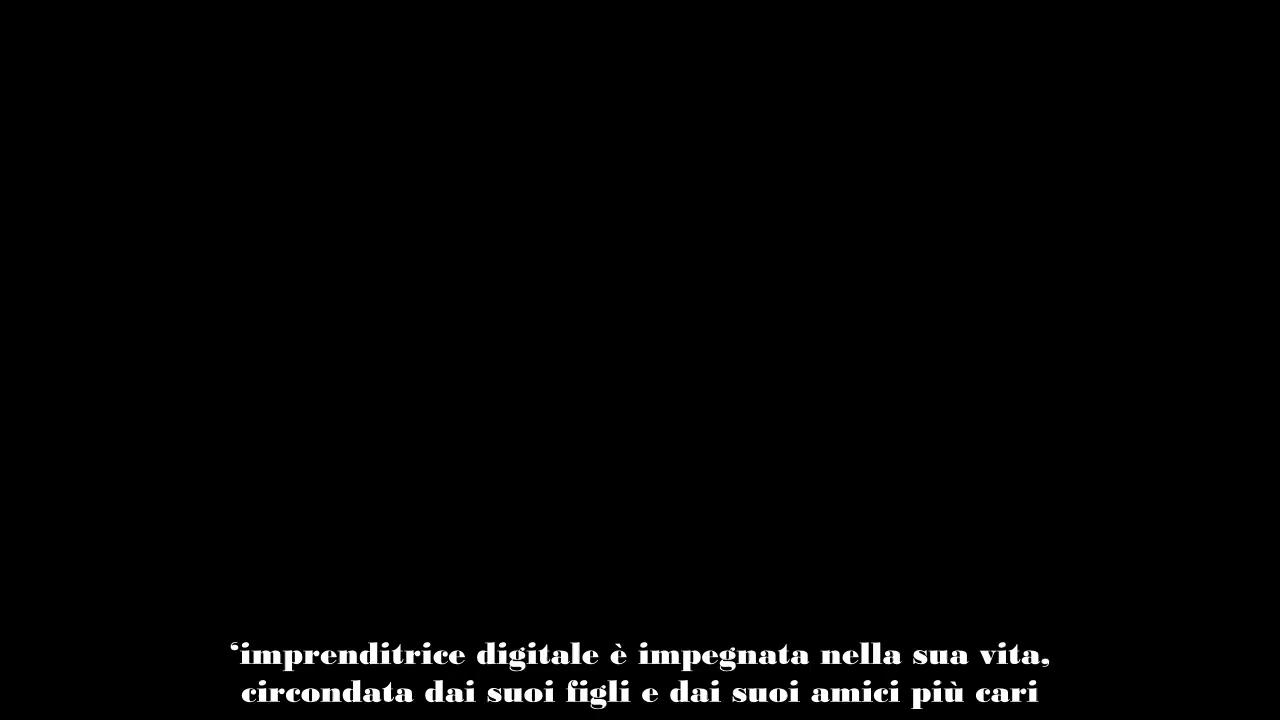 ‘imprenditrice digitale è impegnata nella sua vita,
circondata dai suoi figli e dai suoi amici più cari